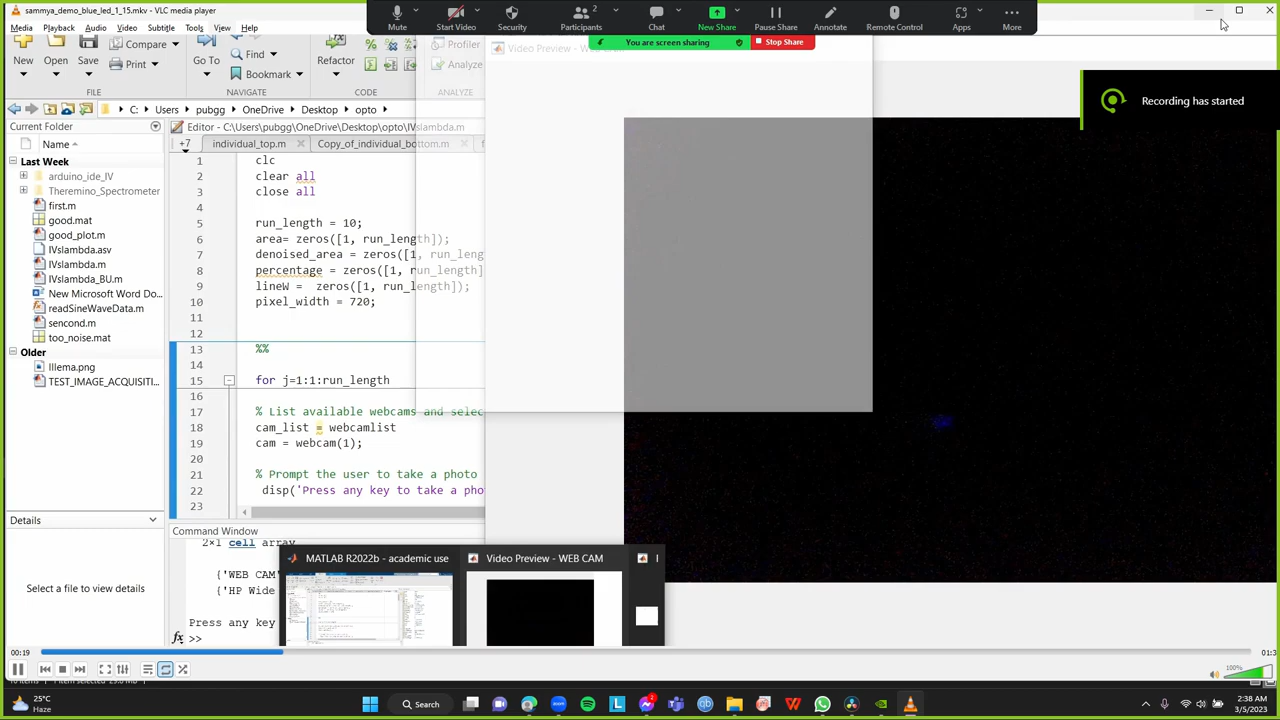 sammya_demo_blue_led_1_15.mkv - VLC media player
Media Playback Audio Video Subtitle Tools View Help
Mute Start Video Security Participants 2 Chat New Share Pause Share Annotate Remote Control Apps More
You are screen sharing Stop Share
Video Preview - WEB
Recording has started
New Open Save Compare Print Go To Find Bookmark Refactor Profiler Analyze
FILE NAVIGATE CODE ANALYZE
C: Users pubgg OneDrive Desktop opto
Current Folder
Name
Last Week
arduino_ide_IV
Theremino_Spectrometer
first.m
good.mat
good_plot.m
IVslambda.asv
IVslambda.m
IVslambda_BU.m
New Microsoft Word Do...
readSineWaveData.m
sencond.m
too_noise.mat
Older
TEST_IMAGE_ACQUISITI...
Details
Select a file to view details
Editor - C:\Users\pubgg\OneDrive\Desktop\opto\IVslambda.m
+7 individual_top.m Copy_of_individual_bottom.m
1 clc
2 clear all
3 close all
4
5 run_length = 10;
6 area= zeros([1, run_length]);
7 denoised_area = zeros([1, run_leng
8 percentage = zeros([1, run_length]
9 lineW = zeros([1, run_length]);
10 pixel_width = 720;
11
12
13 %%
14
15 for j=1:1:run_length
16
17 % List available webcams and selec
18 cam_list = webcamlist
19 cam = webcam(1);
20
21 % Prompt the user to take a photo
22 disp('Press any key to take a pho
23
Command Window
2×1 cell array
{'WEB CAM'
{'HP Wide
Press any key
fx >>
MATLAB R2022b - academic use
Video Preview - WEB CAM
00:19
100%
25°C
Haze
Search
2:38 AM
3/5/2023